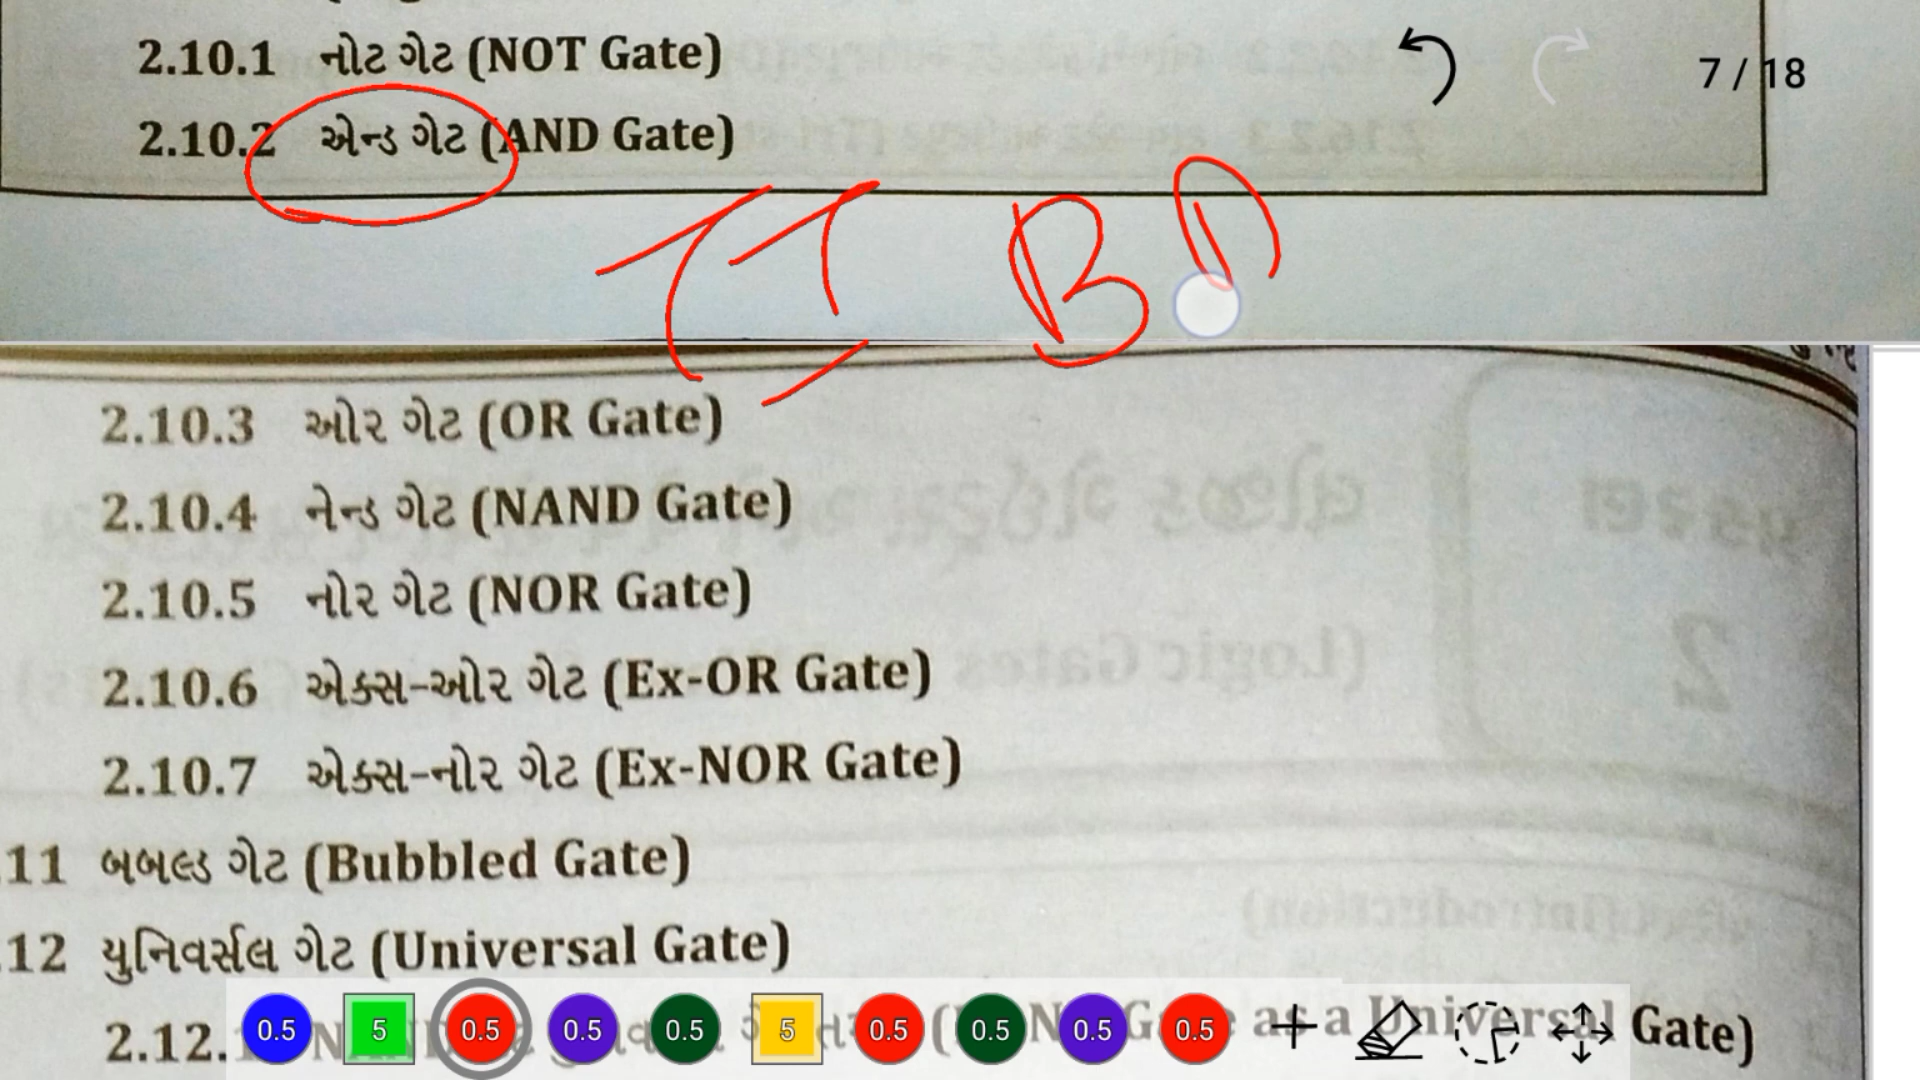 2.10.1 નોટ ગેટ (NOT Gate)
7 / 18
2.10.2 એન્ડ ગેટ (AND Gate)
B
2.10.3 ઓર ગેટ (OR Gate)
2.10.4 નેન્ડ ગેટ (NAND Gate)
2.10.5 નોર ગેટ (NOR Gate)
2.10.6 એક્સ-ઓર ગેટ (Ex-OR Gate)
2.10.7 એક્સ-નોર ગેટ (Ex-NOR Gate)
.11 બબલ્ડ ગેટ (Bubbled Gate)
.12 યુનિવર્સલ ગેટ (Universal Gate)
2.12. as a Universal Gate)
0.5 5 0.5 0.5 0.5 5 0.5 0.5 0.5 0.5